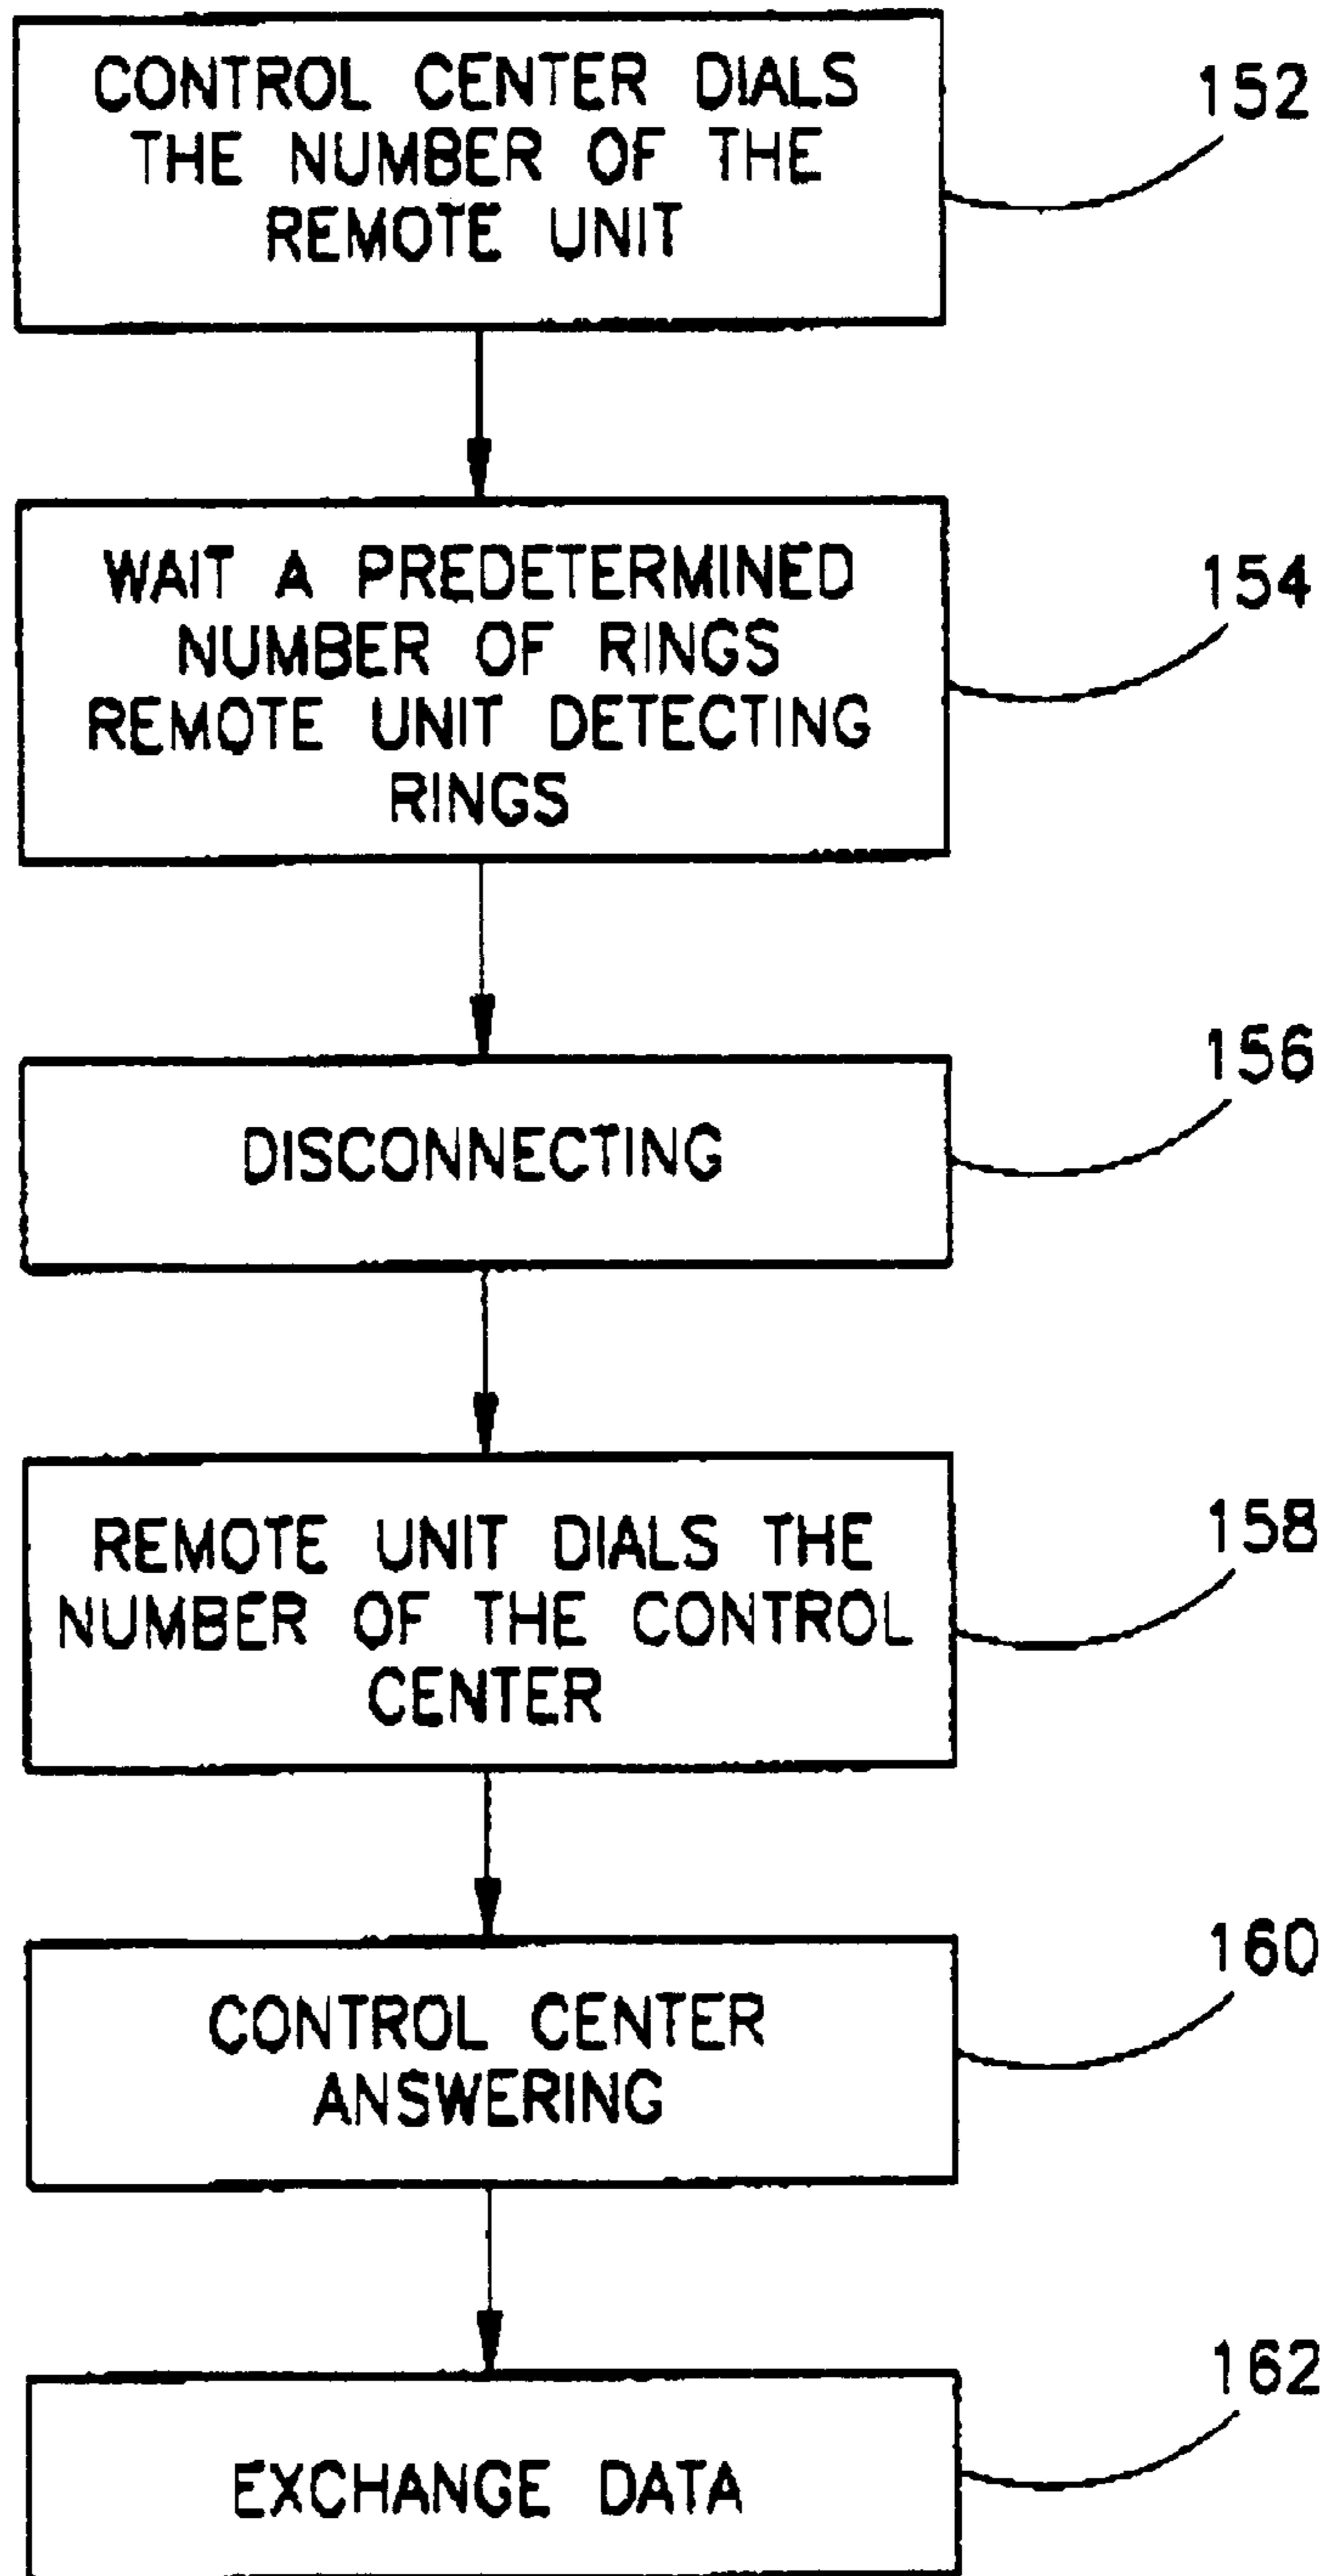 CONTROL CENTER DIALS
THE NUMBER OF THE
REMOTE UNIT
152
WAIT A PREDETERMINED
NUMBER OF RINGS
REMOTE UNIT DETECTING
RINGS
154
DISCONNECTING
156
REMOTE UNIT DIALS THE
NUMBER OF THE CONTROL
CENTER
158
CONTROL CENTER
ANSWERING
160
EXCHANGE DATA
162